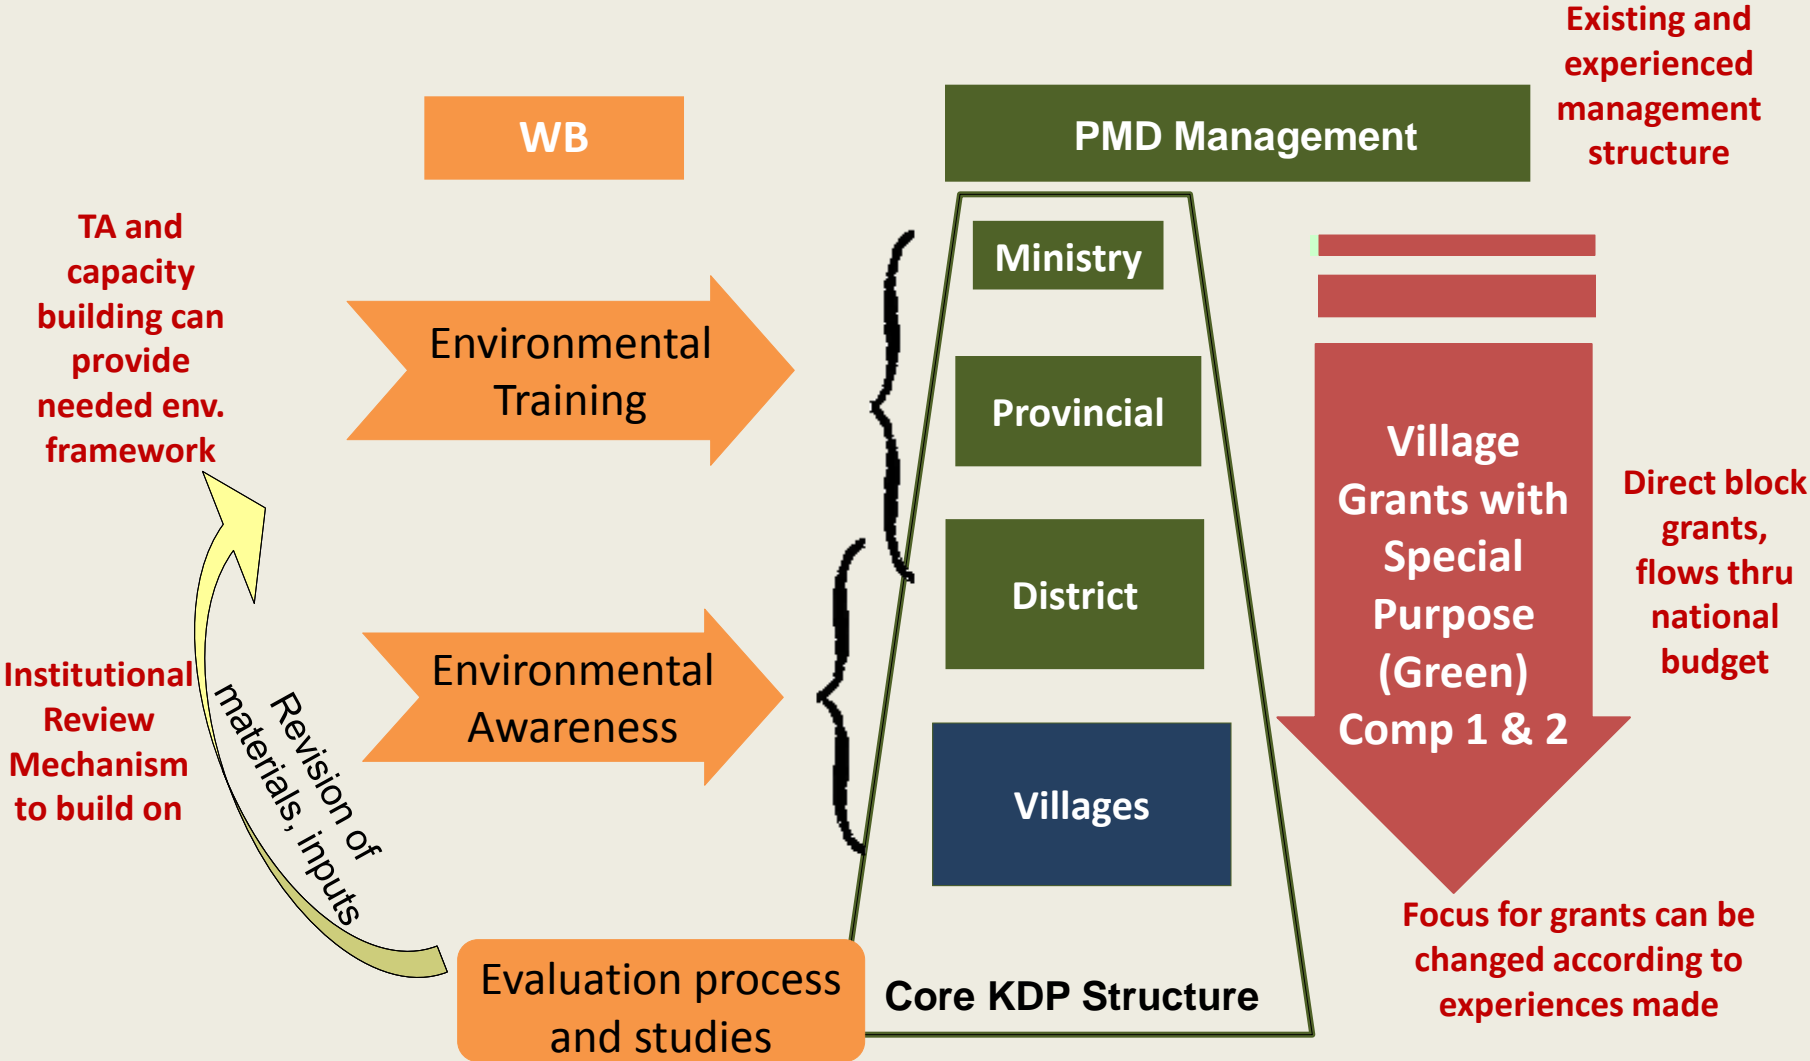 Existing and
experienced
management
structure
WB
PMD Management
TA and
capacity
building can
provide
needed env.
framework
Environmental
Training
Ministry
Provincial
District
Villages
Village
Grants with
Special
Purpose
(Green)
Comp 1 & 2
Direct block
grants,
flows thru
national
budget
Institutional
Review
Mechanism
to build on
Revision of
materials, inputs
Environmental
Awareness
Evaluation process
and studies
Core KDP Structure
Focus for grants can be
changed according to
experiences made